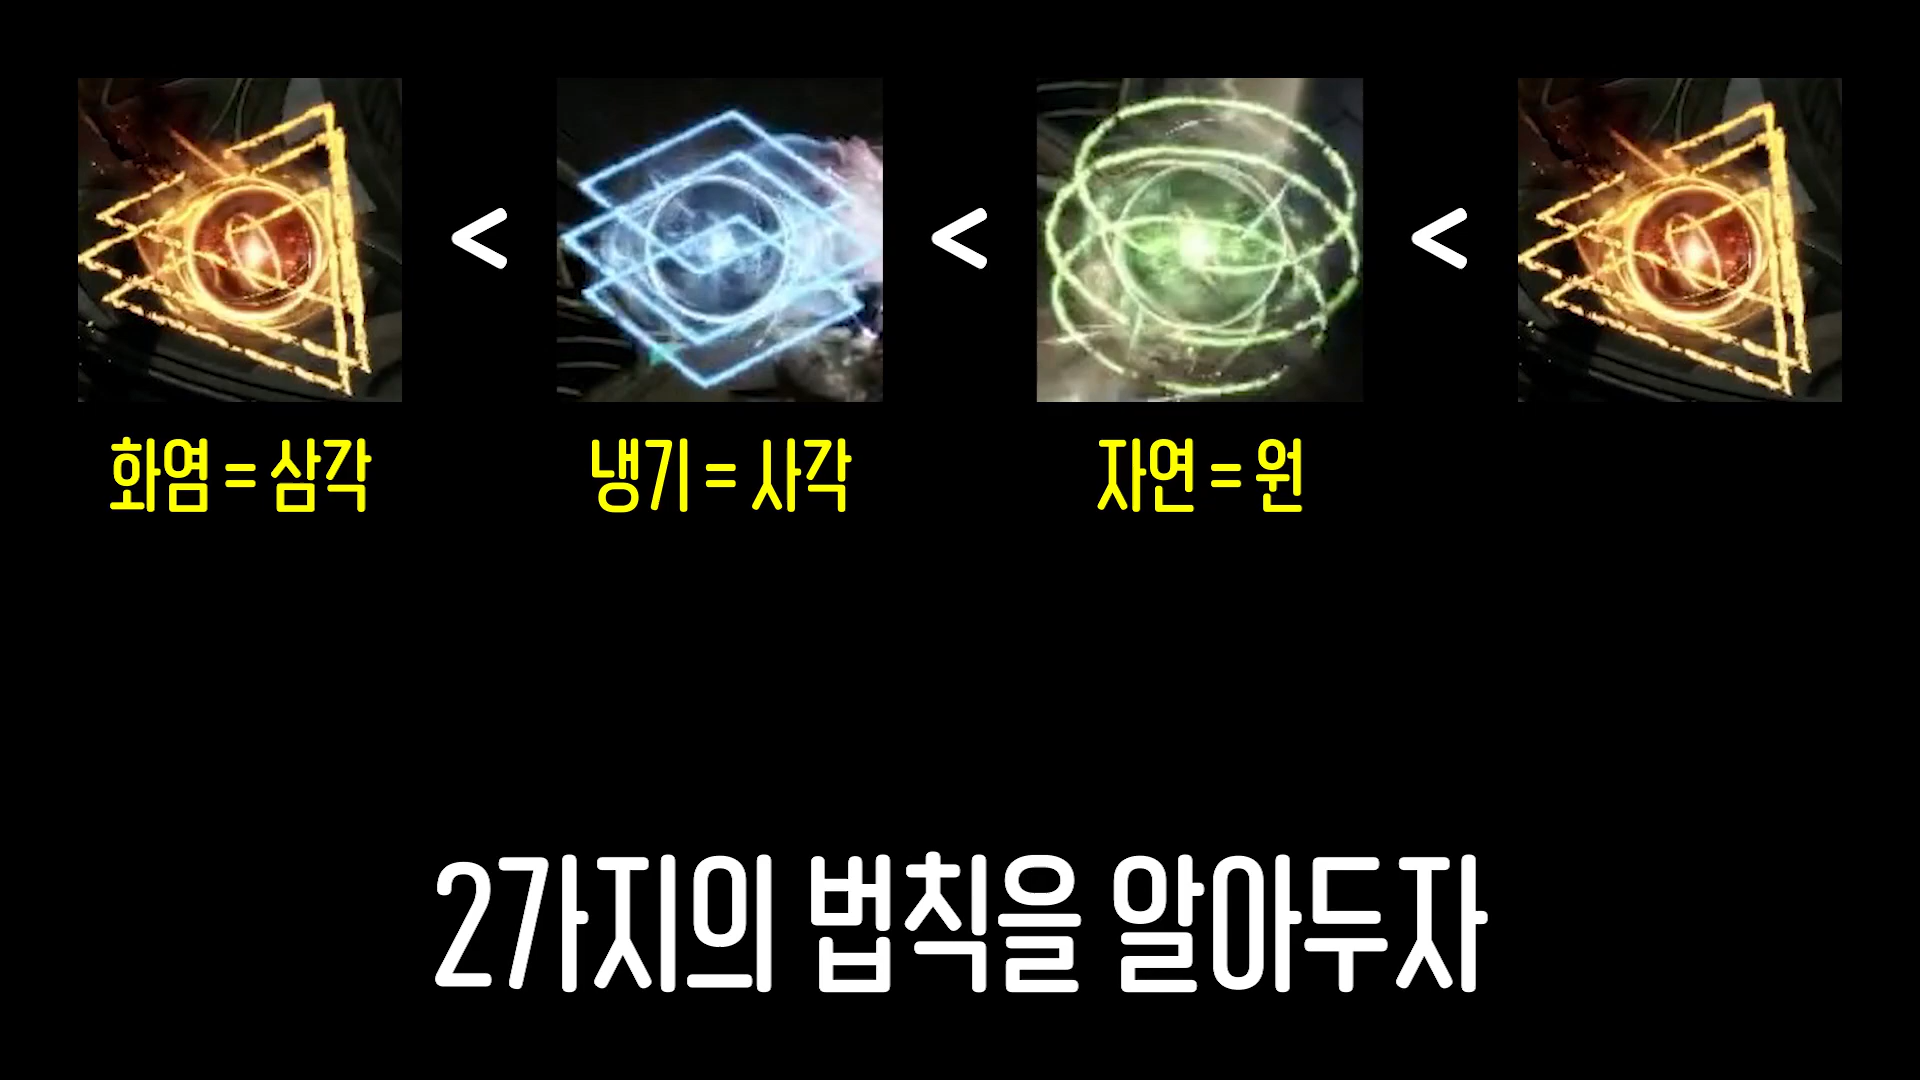 < < <
화염 = 삼각
냉기 = 사각
자연 = 원
2가지의 법칙을 알아두자